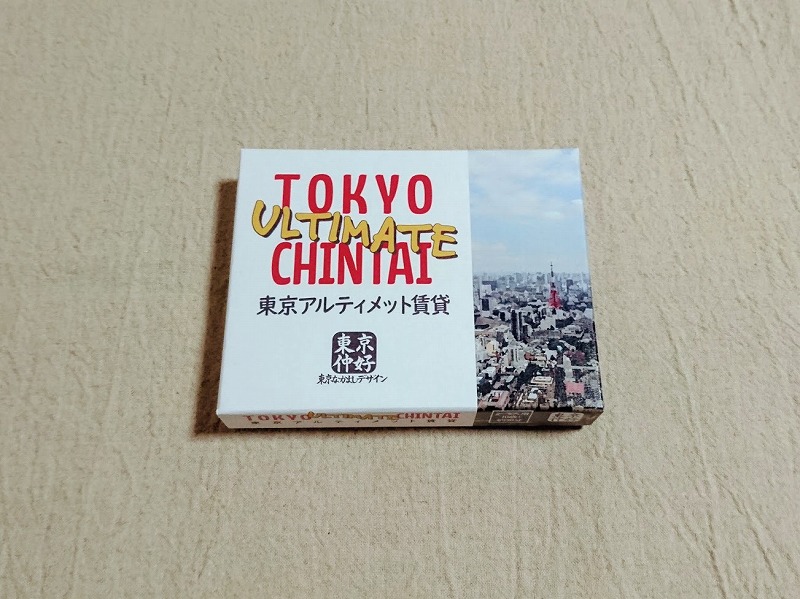 TOKYO
ULTIMATE
CHINTAI
東京アルティメット賃貸
東京
仲好
東京なかよしデザイン
TOKYO ULTIMATE CHINTAI
東京アルティメット賃貸